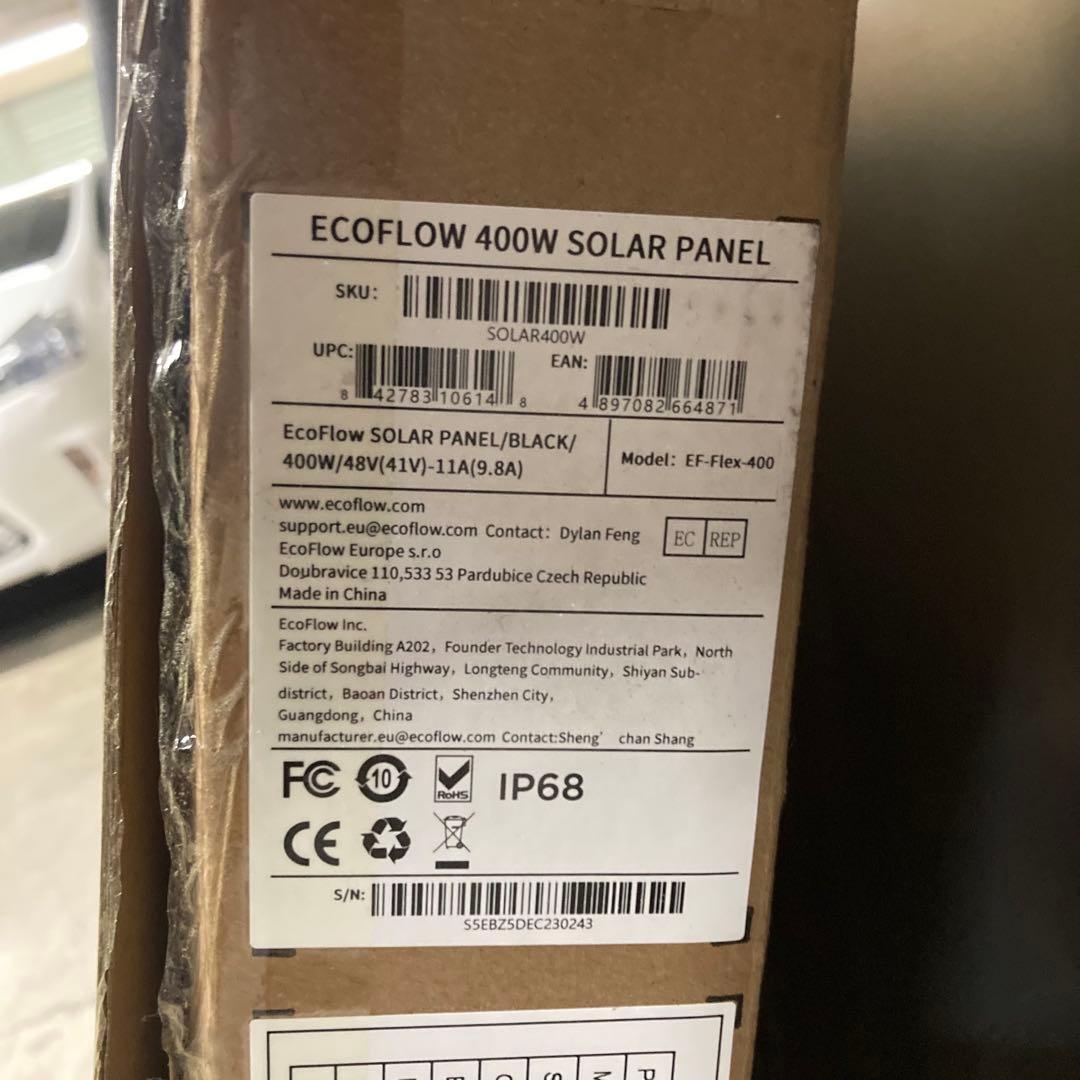 ECOFLOW 400W SOLAR PANEL
SKU:
SOLAR400W
UPC: EAN:
8 42783 10614 8 4 897082 664871
EcoFlow SOLAR PANEL/BLACK/
400W/48V(41V)-11A(9.8A)
Model: EF-Flex-400
www.ecoflow.com
support.eu@ecoflow.com Contact: Dylan Feng
EC REP
EcoFlow Europe s.r.o
Doubravice 110,533 53 Pardubice Czech Republic
Made in China
EcoFlow Inc.
Factory Building A202, Founder Technology Industrial Park, North
Side of Songbai Highway, Longteng Community, Shiyan Sub-
district, Baoan District, Shenzhen City,
Guangdong, China
manufacturer.eu@ecoflow.com Contact:Sheng' chan Shang
FC 10 RoHS IP68
CE
S/N:
S5EBZ5DEC230243